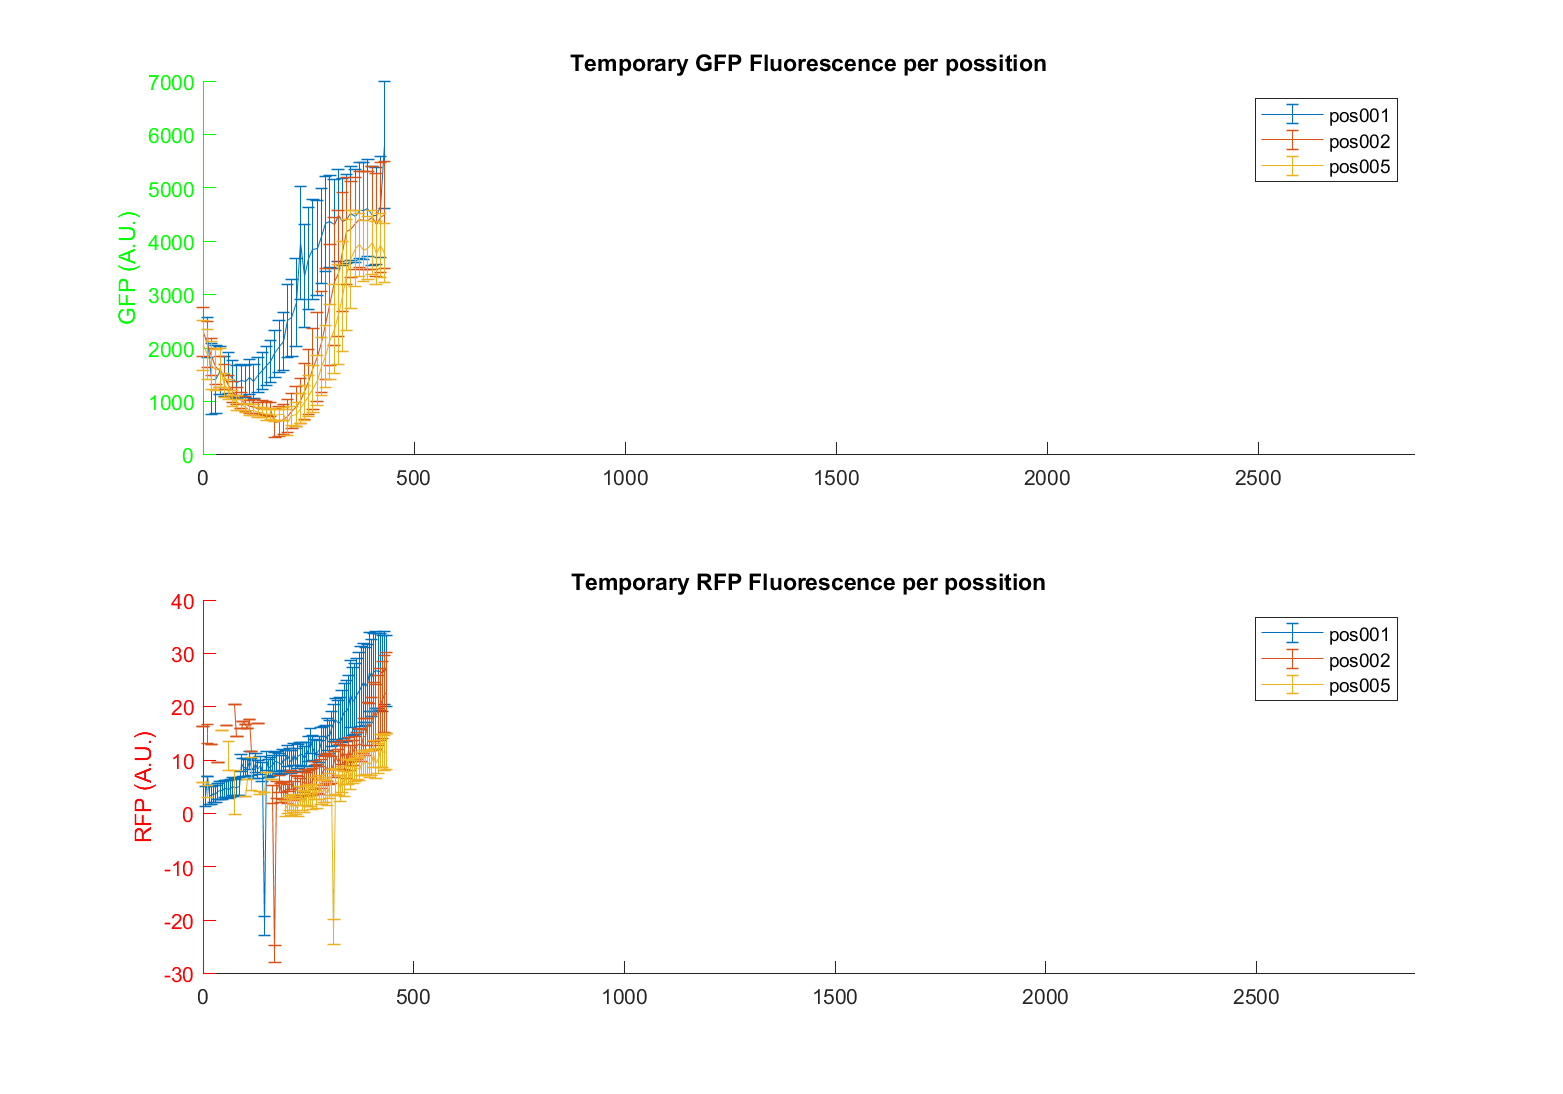 Temporary GFP Fluorescence per possition
7000
6000
5000
4000
3000
2000
1000
0
GFP (A.U.)
pos001
pos002
pos005
0 500 1000 1500 2000 2500
Temporary RFP Fluorescence per possition
40
30
20
10
0
-10
-20
-30
RFP (A.U.)
pos001
pos002
pos005
0 500 1000 1500 2000 2500